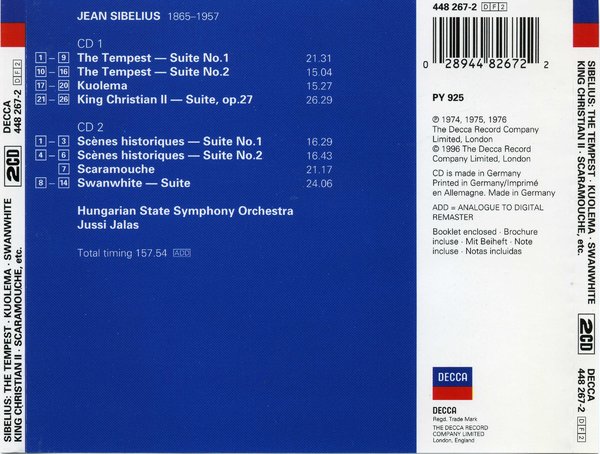 SIBELIUS: THE TEMPEST · KUOLEMA · SWANWHITE
KING CHRISTIAN II · SCARAMOUCHE, etc.
2CD
DECCA
448 267-2 DF2
JEAN SIBELIUS 1865–1957
CD 1
1 – 9 The Tempest — Suite No.1 21.31
10 – 16 The Tempest — Suite No.2 15.04
17 – 20 Kuolema 15.27
21 – 26 King Christian II — Suite, op.27 26.29
CD 2
1 – 3 Scènes historiques — Suite No.1 16.29
4 – 6 Scènes historiques — Suite No.2 16.43
7 Scaramouche 21.17
8 – 14 Swanwhite — Suite 24.06
Hungarian State Symphony Orchestra
Jussi Jalas
Total timing 157.54 ADD
448 267-2 DF2
0 28944 82672 2
PY 925
℗ 1974, 1975, 1976
The Decca Record Company
Limited, London
© 1996 The Decca Record
Company Limited, London
CD is made in Germany
Printed in Germany/Imprimé
en Allemagne. Made in Germany
ADD = ANALOGUE TO DIGITAL
REMASTER
Booklet enclosed · Brochure
incluse · Mit Beiheft · Note
incluse · Notas incluidas
DECCA
DECCA
Regd. Trade Mark
THE DECCA RECORD
COMPANY LIMITED
London, England
SIBELIUS: THE TEMPEST · KUOLEMA · SWANWHITE
KING CHRISTIAN II · SCARAMOUCHE, etc.
2CD
DECCA
448 267-2 DF2